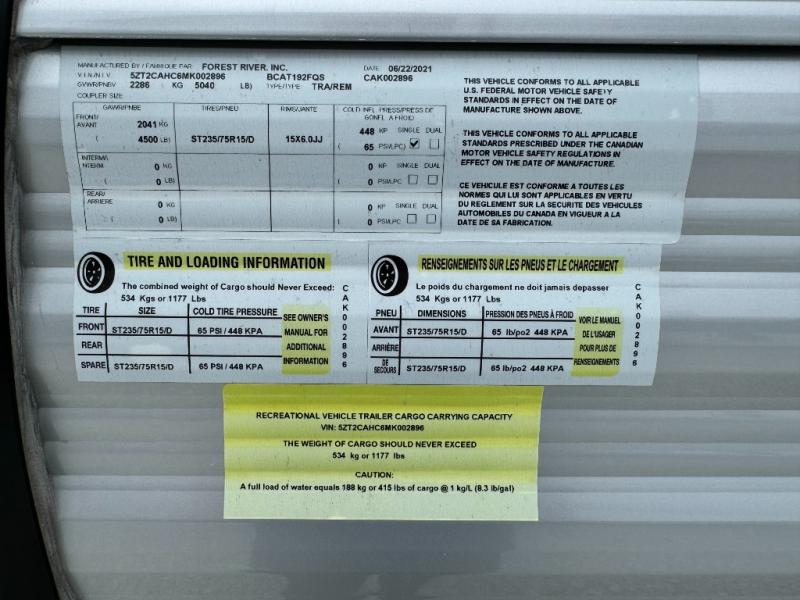 MANUFACTURED BY / FABRIQUE PAR FOREST RIVER, INC. DATE 06/22/2021
V.I.N/N.I.V. 5ZT2CAHC6MK002896 BCAT192FQS CAK002896
GVWR/PNBV 2286 KG 5040 LB) TYPE/TYPE TRA/REM
COUPLER SIZE
GAWR/PBE TIRES/PNEU RIMS/JANTE COLD INFL. PRESS/PRESS DE GONFL A FROID
FRONT/ AVANT 2041 KG 448 KP SINGLE DUAL
( 4500 LB) ST235/75R15/D 15X6.0JJ ( 65 PSI/LPC)
INTERM/ INTERM 0 KG 0 KP SINGLE DUAL
( 0 LB) ( 0 PSI/LPC
REAR/ ARRIERE 0 KG 0 KP SINGLE DUAL
( 0 LB) ( 0 PSI/LPC
THIS VEHICLE CONFORMS TO ALL APPLICABLE
U.S. FEDERAL MOTOR VEHICLE SAFETY
STANDARDS IN EFFECT ON THE DATE OF
MANUFACTURE SHOWN ABOVE.
THIS VEHICLE CONFORMS TO ALL APPLICABLE
STANDARDS PRESCRIBED UNDER THE CANADIAN
MOTOR VEHICLE SAFETY REGULATIONS IN
EFFECT ON THE DATE OF MANUFACTURE.
CE VEHICULE EST CONFORME A TOUTES LES
NORMES QUI LUI SONT APPLICABLES EN VERTU
DU REGLEMENT SUR LA SECURITE DES VEHICULES
AUTOMOBILES DU CANADA EN VIGUEUR A LA
DATE DE SA FABRICATION.
TIRE AND LOADING INFORMATION
The combined weight of Cargo should Never Exceed:
534 Kgs or 1177 Lbs
TIRE SIZE COLD TIRE PRESSURE
FRONT ST235/75R15/D 65 PSI / 448 KPA
REAR
SPARE ST235/75R15/D 65 PSI / 448 KPA
SEE OWNER'S
MANUAL FOR
ADDITIONAL
INFORMATION
CAK002896
RENSEIGNEMENTS SUR LES PNEUS ET LE CHARGEMENT
Le poids du chargement ne doit jamais depasser
534 Kgs or 1177 Lbs
PNEU DIMENSIONS PRESSION DES PNEUS À FROID
AVANT ST235/75R15/D 65 lb/po2 448 KPA
ARRIÈRE
DE SECOURS ST235/75R15/D 65 lb/po2 448 KPA
VOIR LE MANUEL
DE L'USAGER
POUR PLUS DE
RENSEIGNEMENTS
CAK002896
RECREATIONAL VEHICLE TRAILER CARGO CARRYING CAPACITY
VIN: 5ZT2CAHC6MK002896
THE WEIGHT OF CARGO SHOULD NEVER EXCEED
534 kg or 1177 lbs
CAUTION:
A full load of water equals 188 kg or 415 lbs of cargo @ 1 kg/L (8.3 lb/gal)